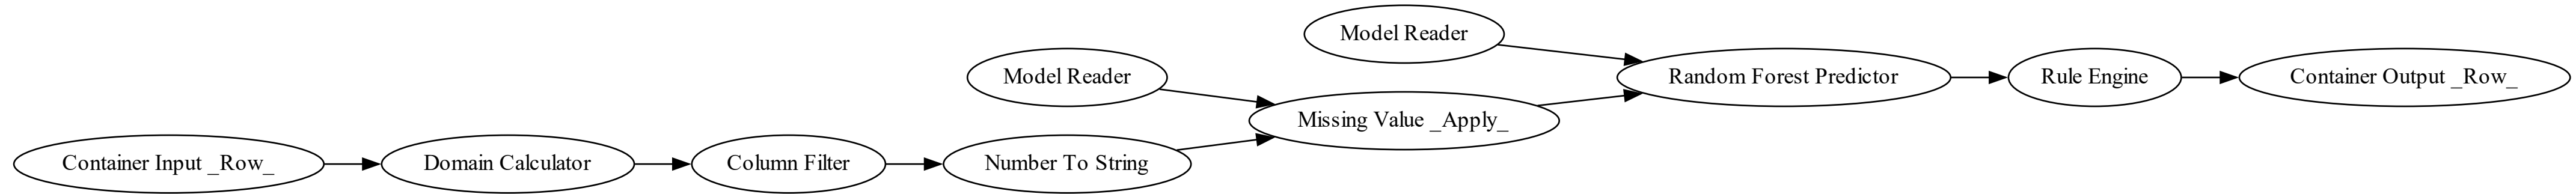 Model Reader
Model Reader
Random Forest Predictor
Rule Engine
Container Output _Row_
Missing Value _Apply_
Container Input _Row_
Domain Calculator
Column Filter
Number To String